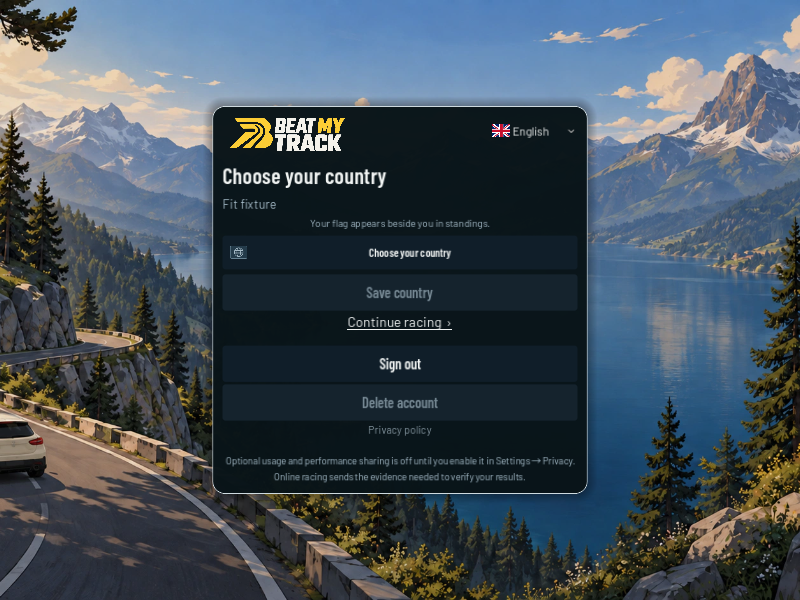 BEAT MY TRACK
English
Choose your country
Fit fixture
Your flag appears beside you in standings.
Choose your country
Save country
Continue racing ›
Sign out
Delete account
Privacy policy
Optional usage and performance sharing is off until you enable it in Settings → Privacy.
Online racing sends the evidence needed to verify your results.